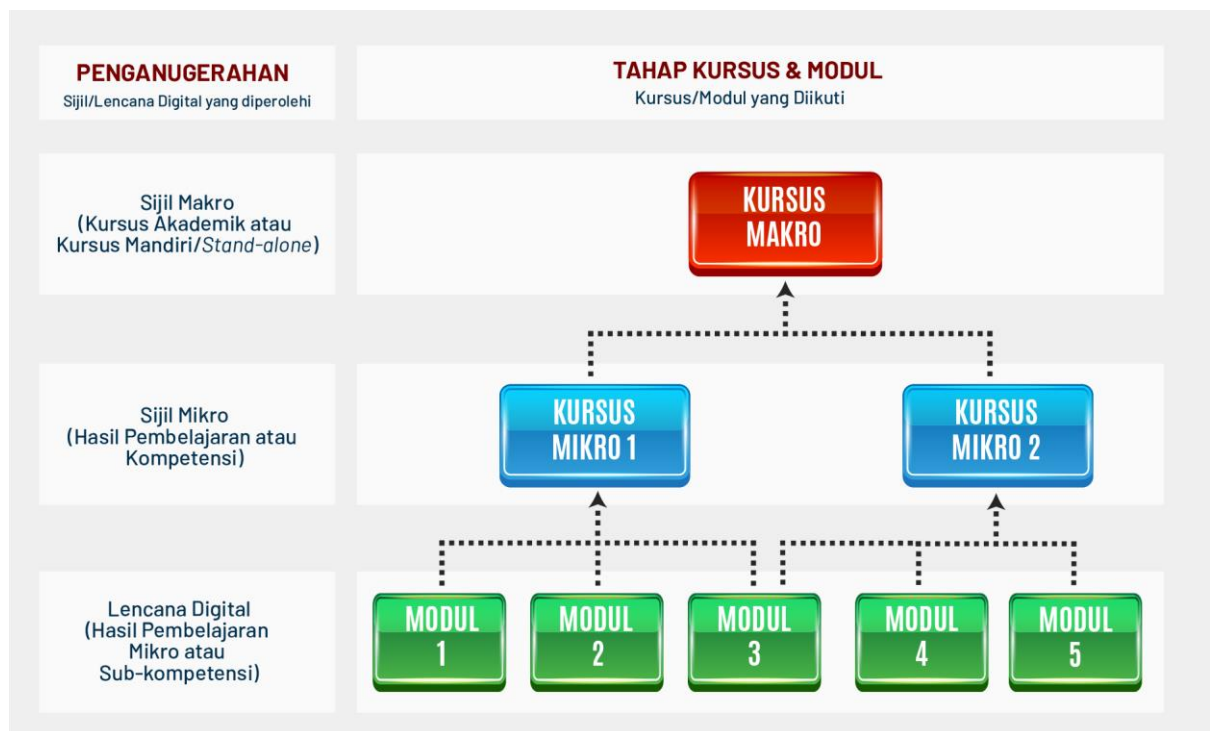 PENGANUGERAHAN
Sijil/Lencana Digital yang diperolehi
TAHAP KURSUS & MODUL
Kursus/Modul yang Diikuti
Sijil Makro
(Kursus Akademik atau
Kursus Mandiri/Stand-alone)
KURSUS
MAKRO
Sijil Mikro
(Hasil Pembelajaran atau
Kompetensi)
KURSUS
MIKRO 1
KURSUS
MIKRO 2
Lencana Digital
(Hasil Pembelajaran
Mikro atau
Sub-kompetensi)
MODUL
1
MODUL
2
MODUL
3
MODUL
4
MODUL
5